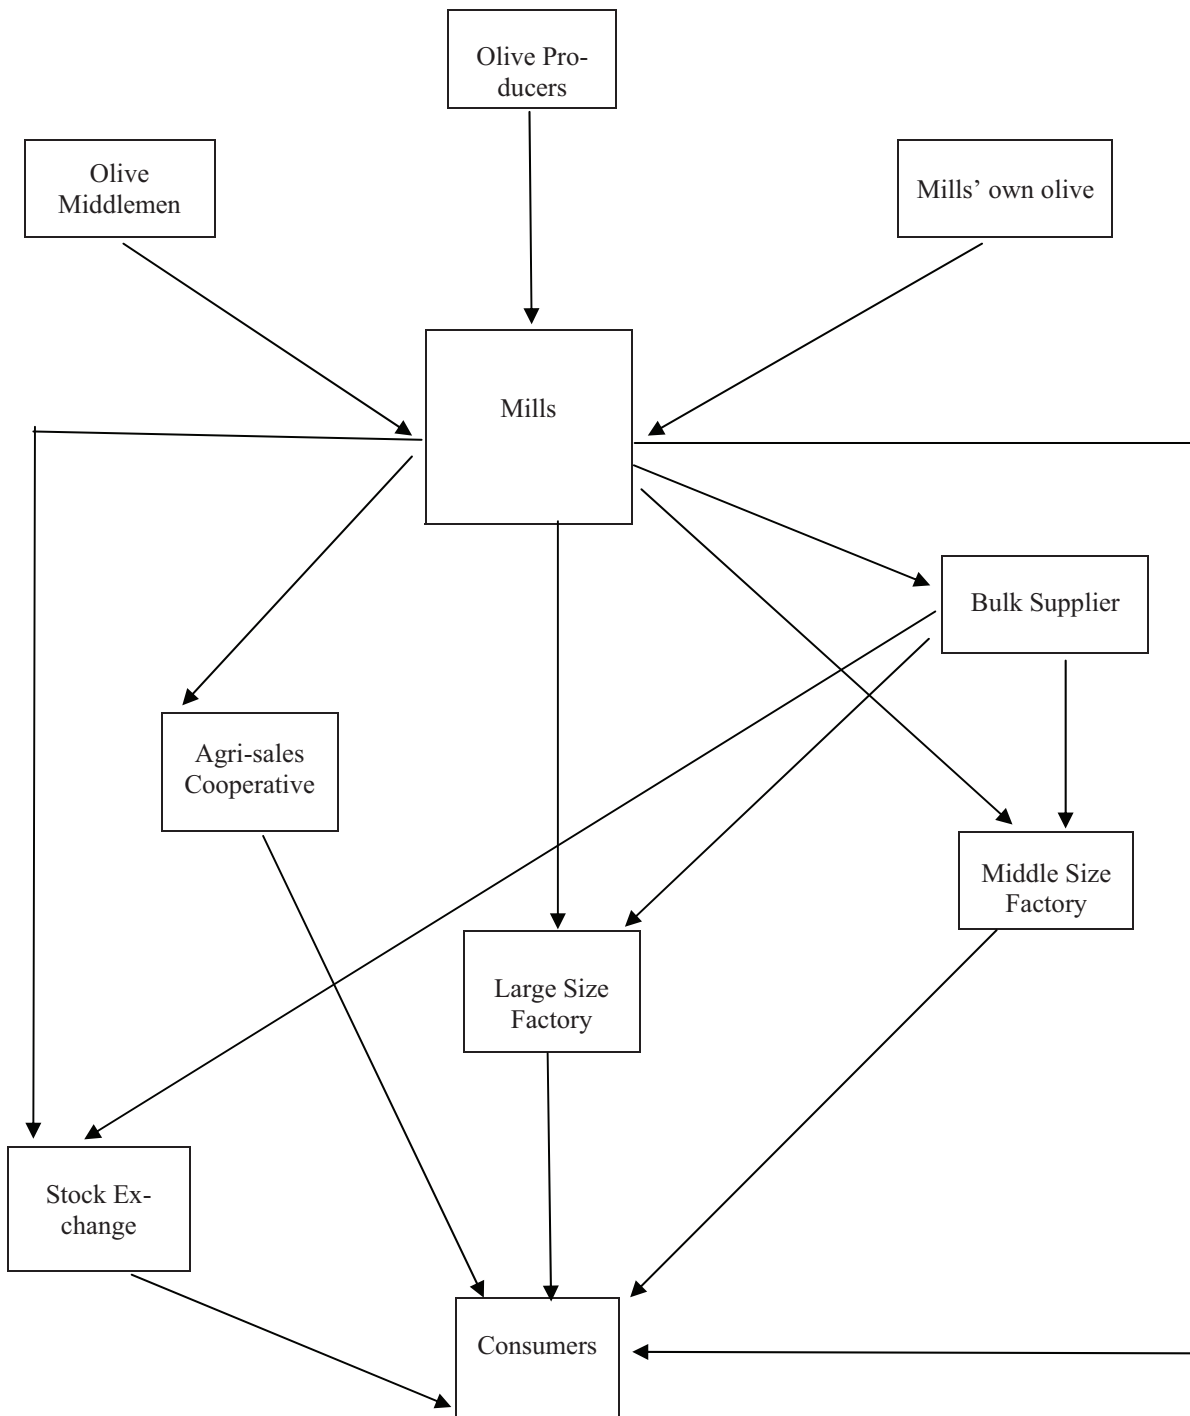 Olive Pro-
ducers
Olive
Middlemen
Mills’ own olive
Mills
Bulk Supplier
Agri-sales
Cooperative
Middle Size
Factory
Large Size
Factory
Stock Ex-
change
Consumers